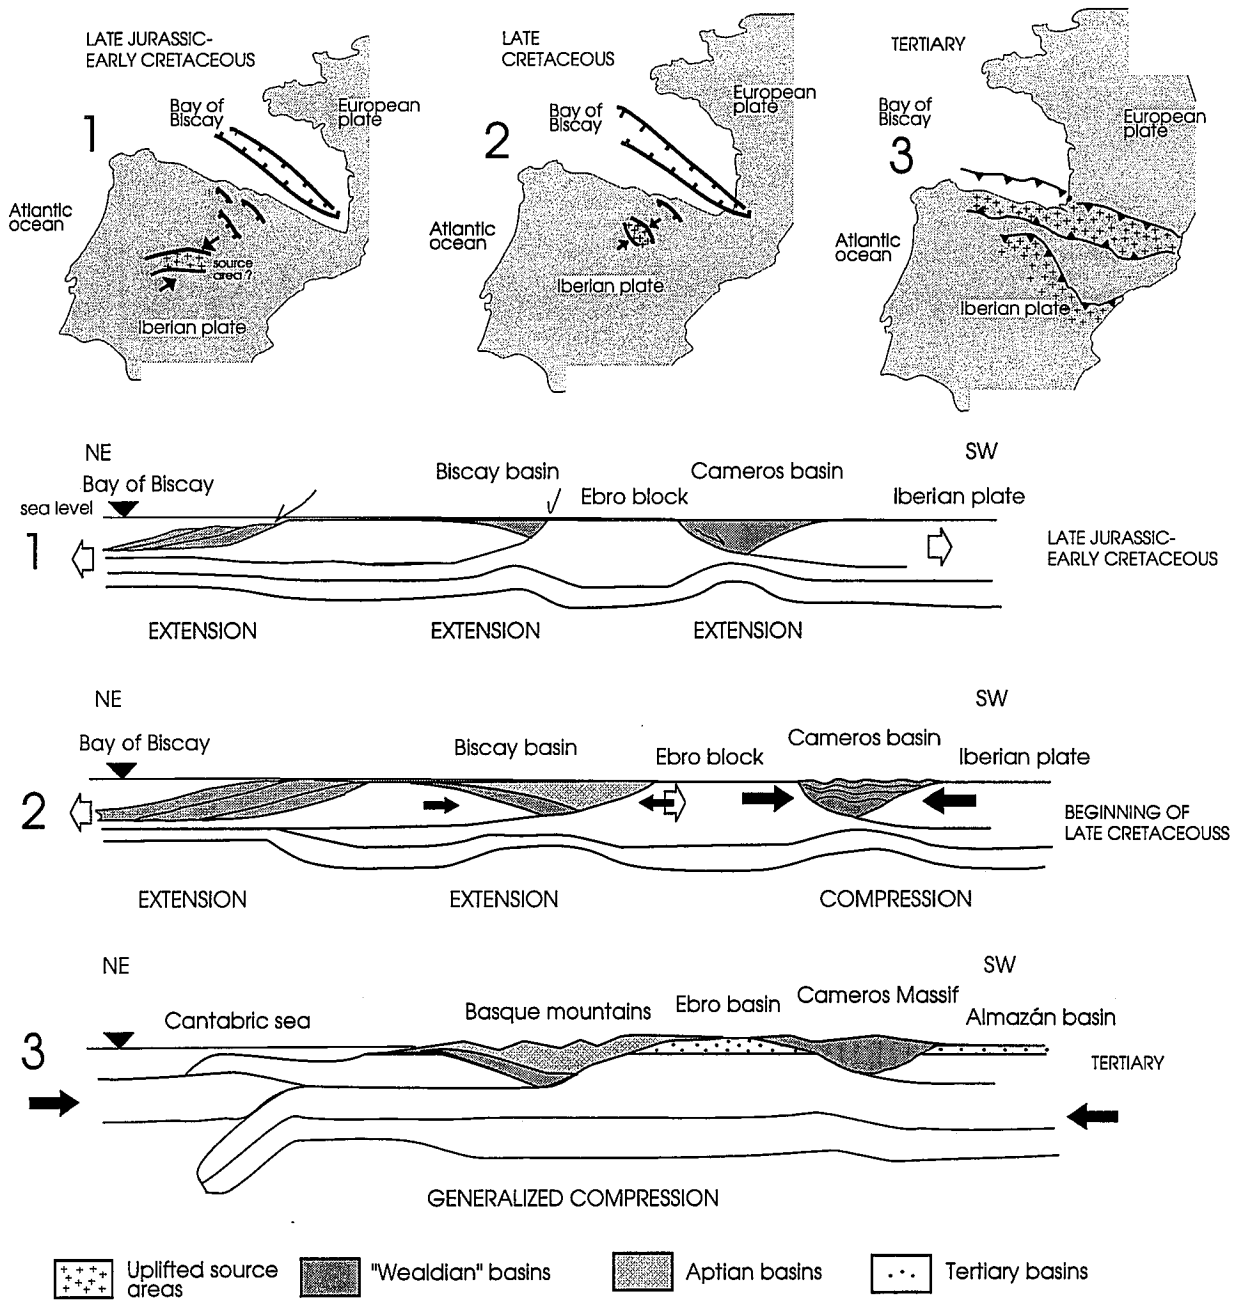 LATE JURASSIC-
EARLY CRETACEOUS
Bay of
Biscay
European
plate
1
Atlantic
ocean
source
area ?
Iberian plate
LATE
CRETACEOUS
Bay of
Biscay
European
plate
2
Atlantic
ocean
Iberian plate
TERTIARY
Bay of
Biscay
European
plate
3
Atlantic
ocean
Iberian plate
NE
SW
Bay of Biscay
Biscay basin
Cameros basin
sea level
Ebro block
Iberian plate
1
LATE JURASSIC-
EARLY CRETACEOUS
EXTENSION
EXTENSION
EXTENSION
NE
SW
Bay of Biscay
Biscay basin
Ebro block
Cameros basin
Iberian plate
2
BEGINNING OF
LATE CRETACEOUSS
EXTENSION
EXTENSION
COMPRESSION
NE
SW
Cantabric sea
Basque mountains
Ebro basin
Cameros Massif
Almazán basin
3
TERTIARY
GENERALIZED COMPRESSION
Uplifted source
areas
"Wealdian" basins
Aptian basins
Tertiary basins